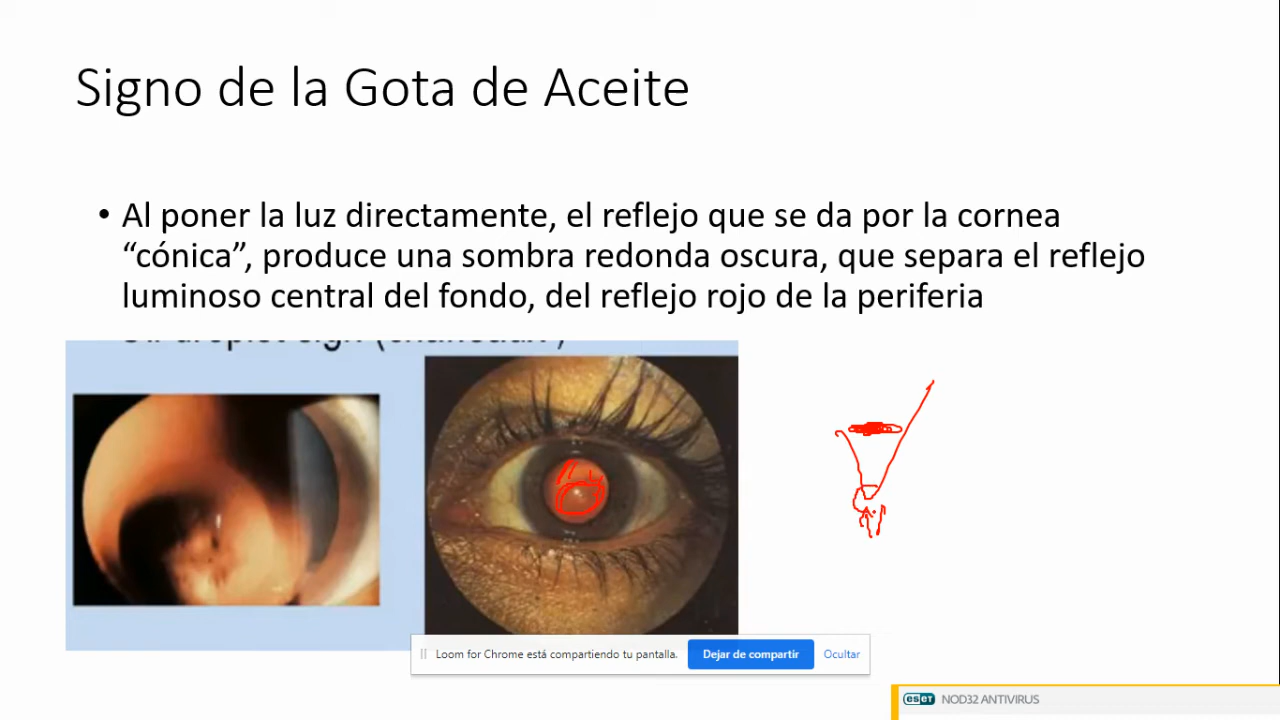 Signo de la Gota de Aceite
• Al poner la luz directamente, el reflejo que se da por la cornea
“cónica”, produce una sombra redonda oscura, que separa el reflejo
luminoso central del fondo, del reflejo rojo de la periferia
Loom for Chrome está compartiendo tu pantalla. Dejar de compartir Ocultar
eset NOD32 ANTIVIRUS